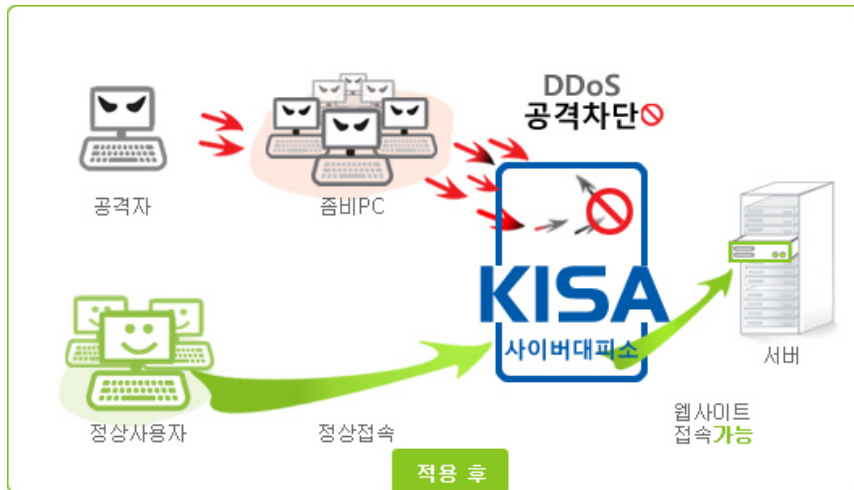 DDoS
공격차단
공격자
좀비PC
KISA
사이버대피소
서버
정상사용자
정상접속
웹사이트
접속가능
적용 후